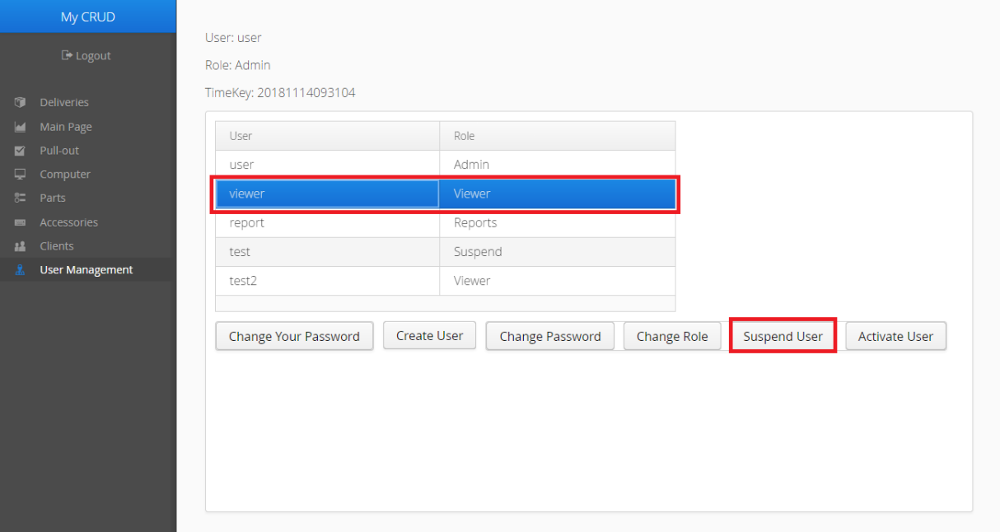 My CRUD
Logout
Deliveries
Main Page
Pull-out
Computer
Parts
Accessories
Clients
User Management
User: user
Role: Admin
TimeKey: 20181114093104
User Role
user Admin
viewer Viewer
report Reports
test Suspend
test2 Viewer
Change Your Password Create User Change Password Change Role Suspend User Activate User